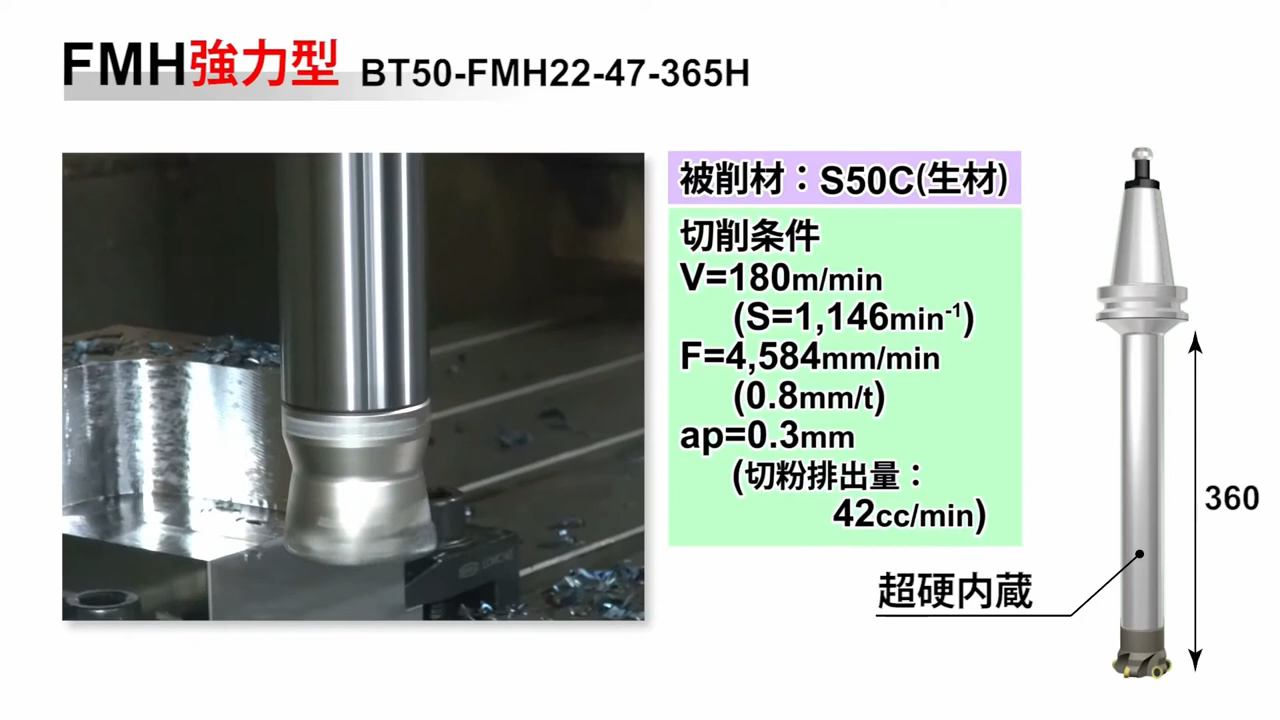 FMH強力型 BT50-FMH22-47-365H
被削材：S50C(生材)
切削条件
V=180m/min
(S=1,146min-1)
F=4,584mm/min
(0.8mm/t)
ap=0.3mm
(切粉排出量：
42cc/min)
360
超硬内蔵